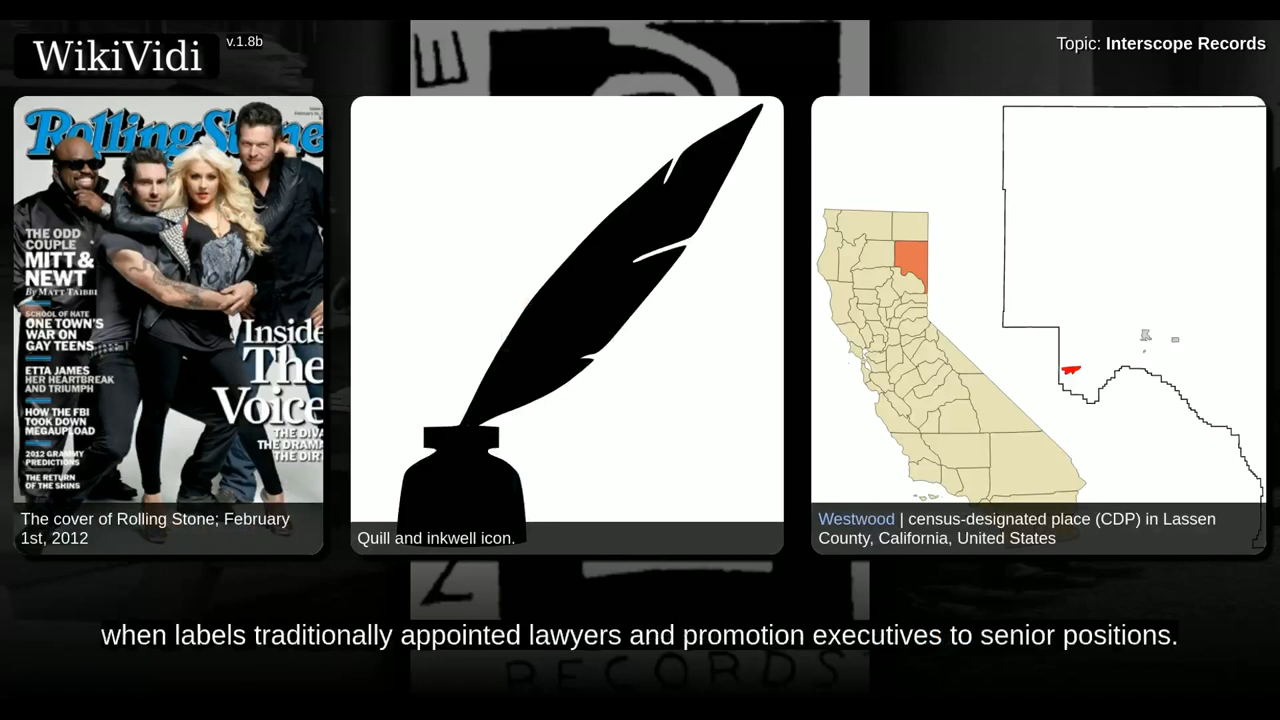 WikiVidi
v.1.8b
Topic: Interscope Records
Rolling Stone
THE ODD
COUPLE
MITT &
NEWT
By MATT TAIBBI
SCHOOL OF HATE
ONE TOWN'S
WAR ON
GAY TEENS
ETTA JAMES
HER HEARTBREAK
AND TRIUMPH
HOW THE FBI
TOOK DOWN
MEGAUPLOAD
2012 GRAMMY
PREDICTIONS
THE RETURN
OF THE SHINS
Inside
The
Voice
THE DIVA
THE DRAMA
THE DIRT
The cover of Rolling Stone; February
1st, 2012
Quill and inkwell icon.
Westwood | census-designated place (CDP) in Lassen
County, California, United States
when labels traditionally appointed lawyers and promotion executives to senior positions.
RECORDS